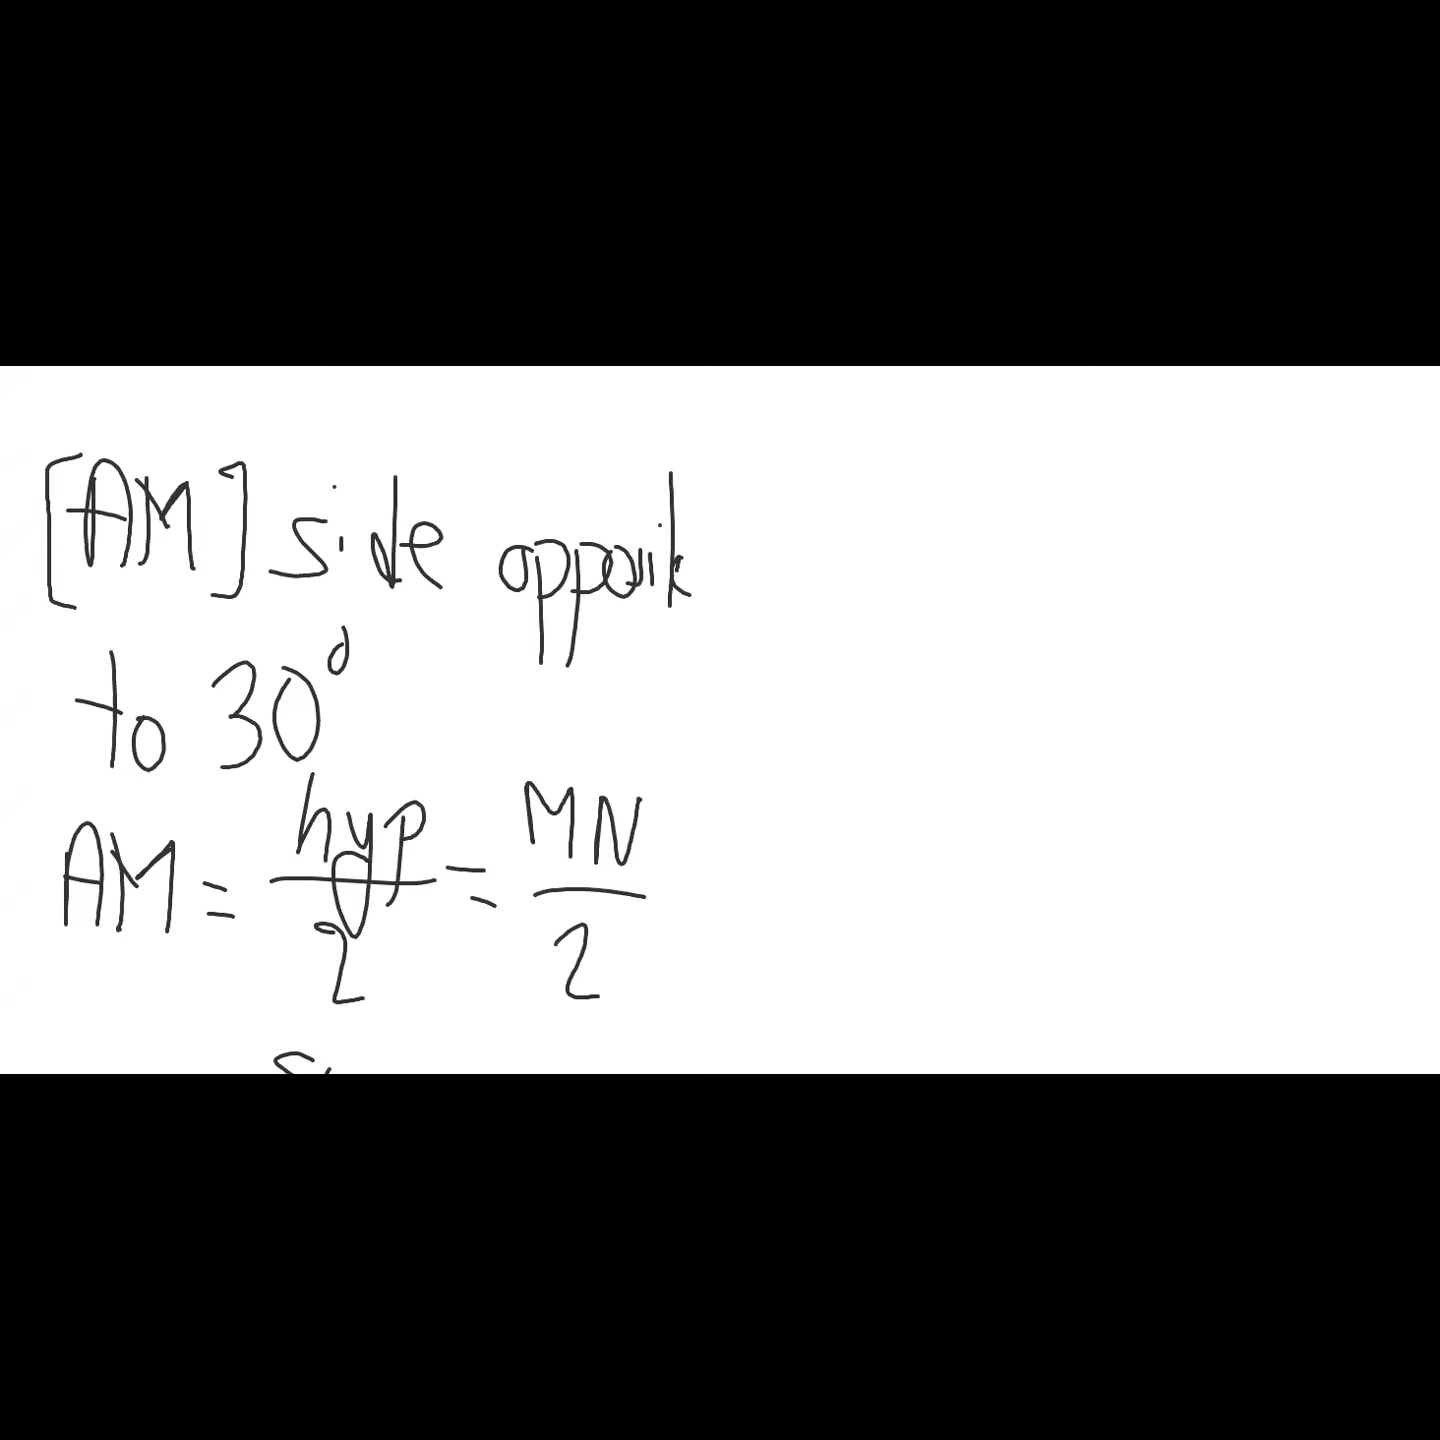 [AM] side opposite
to 30°
AM = hyp/2 = MN/2